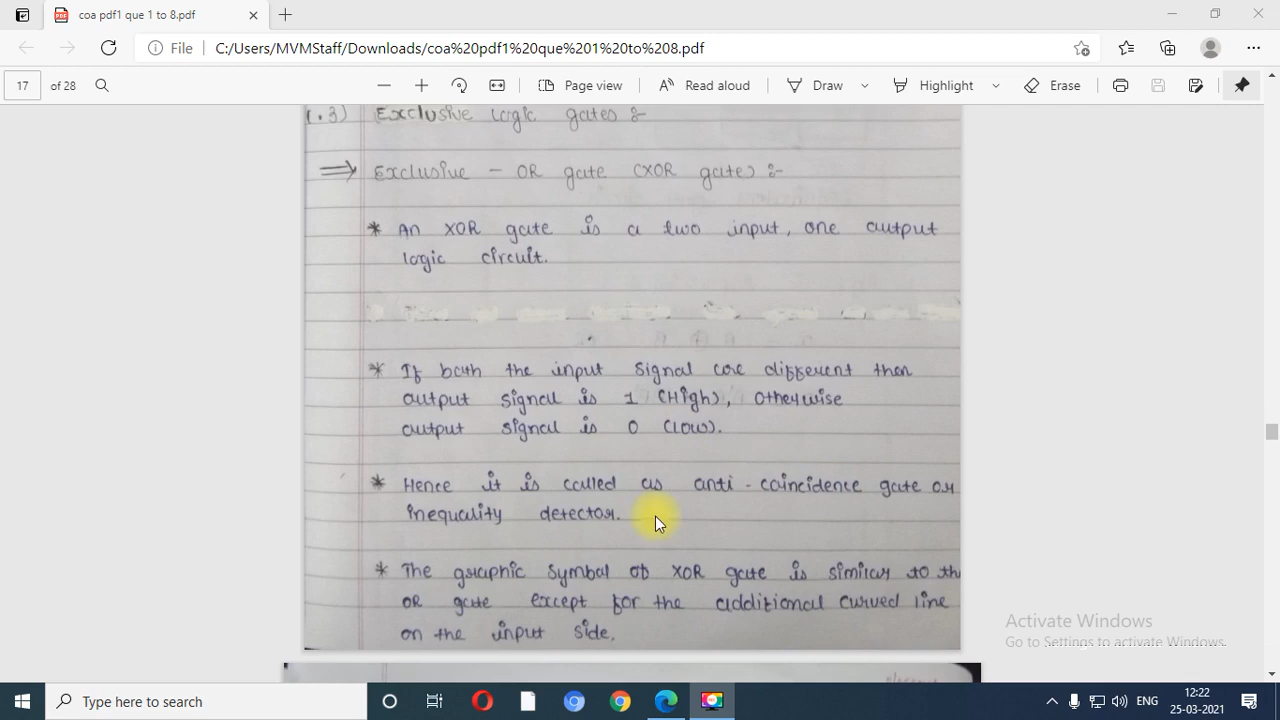 coa pdf1 que 1 to 8.pdf
File
C:/Users/MVMStaff/Downloads/coa%20pdf1%20que%201%20to%208.pdf
17 of 28
Page view
Read aloud
Draw
Highlight
Erase
1.3) Exclusive logic gates :-
⇒ Exclusive - OR gate (XOR gate) :-
* An XOR gate is a two input, one output
logic circuit.
* If both the input signal are different then
output signal is 1 (High), otherwise
output signal is 0 (low).
* Hence it is called as anti - coincidence gate or
inequality detector.
* The graphic symbol of XOR gate is similar to th
OR gate except for the additional curved line
on the input side.
Activate Windows
Go to Settings to activate Windows.
Type here to search
ENG
12:22
25-03-2021